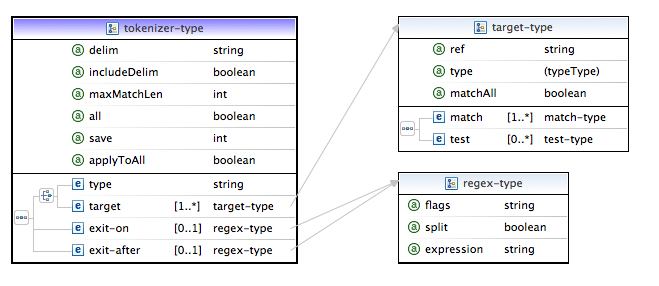 tokenizer-type
a delim string
a includeDelim boolean
a maxMatchLen int
a all boolean
a save int
a applyToAll boolean
e type string
e target [1..*] target-type
e exit-on [0..1] regex-type
e exit-after [0..1] regex-type
target-type
a ref string
a type (typeType)
a matchAll boolean
e match [1..*] match-type
e test [0..*] test-type
regex-type
a flags string
a split boolean
a expression string